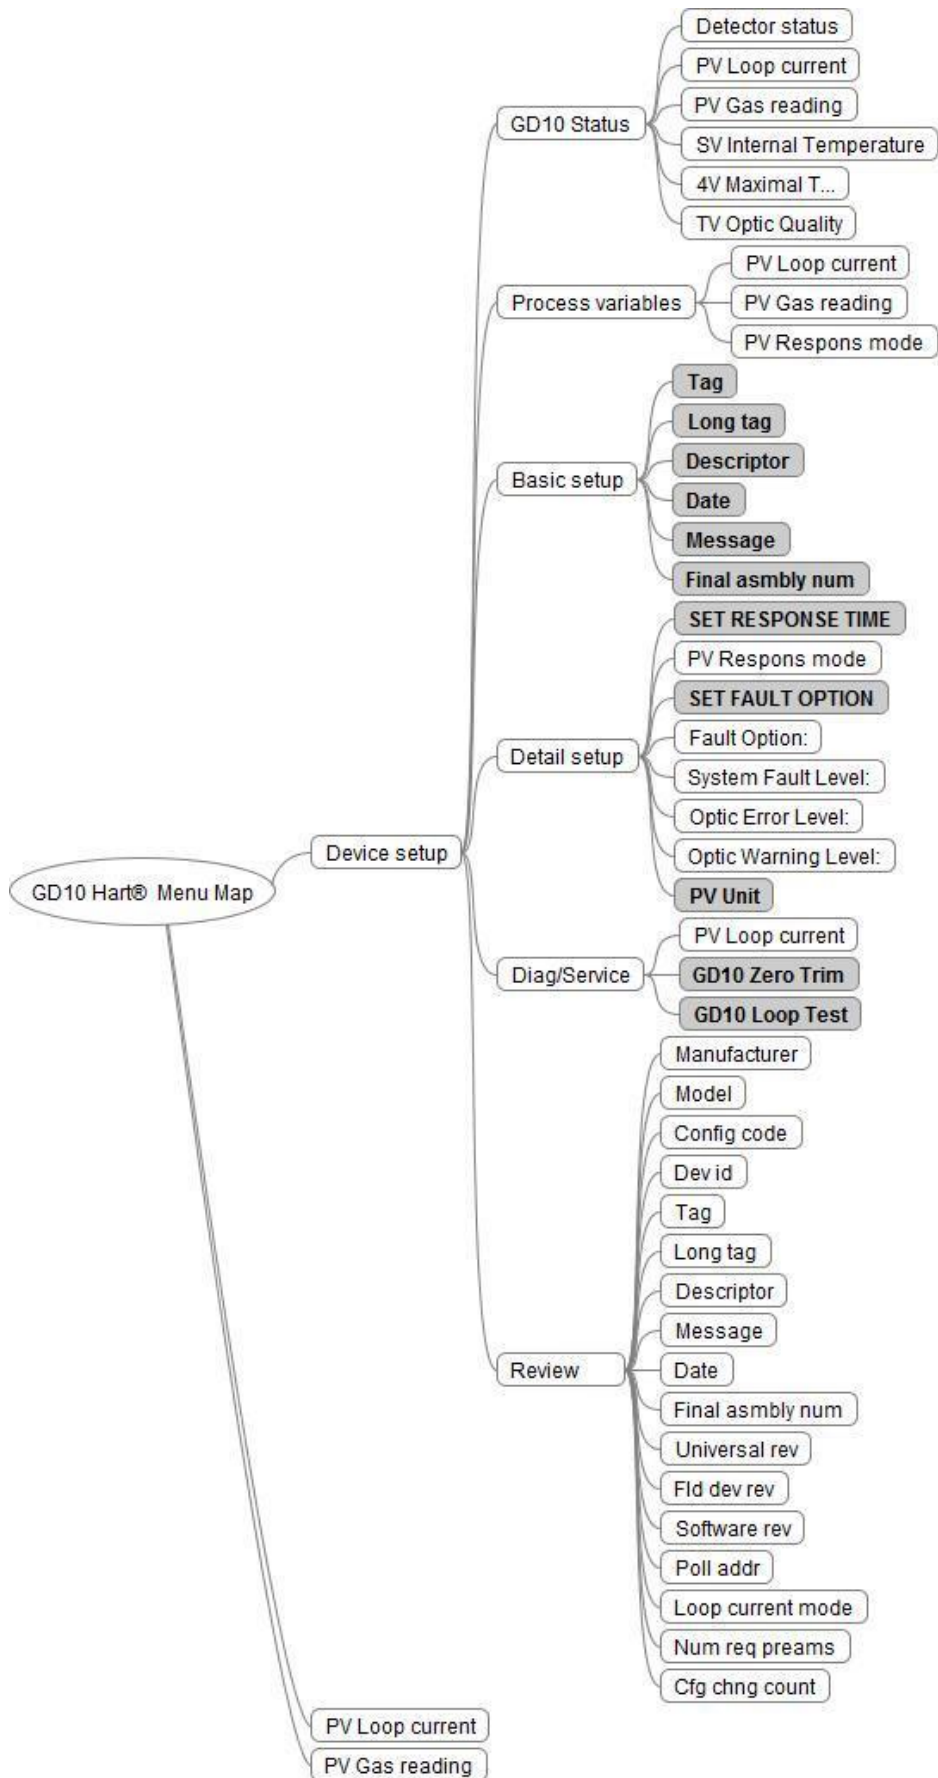 Detector status
PV Loop current
PV Gas reading
GD10 Status
SV Internal Temperature
4V Maximal T...
TV Optic Quality
PV Loop current
Process variables
PV Gas reading
PV Respons mode
Tag
Long tag
Descriptor
Basic setup
Date
Message
Final asmbly num
SET RESPONSE TIME
PV Respons mode
SET FAULT OPTION
Fault Option:
Detail setup
System Fault Level:
Optic Error Level:
Optic Warning Level:
Device setup
GD10 Hart® Menu Map
PV Unit
PV Loop current
Diag/Service
GD10 Zero Trim
GD10 Loop Test
Manufacturer
Model
Config code
Dev id
Tag
Long tag
Descriptor
Message
Review
Date
Final asmbly num
Universal rev
Fld dev rev
Software rev
Poll addr
Loop current mode
Num req preams
Cfg chng count
PV Loop current
PV Gas reading